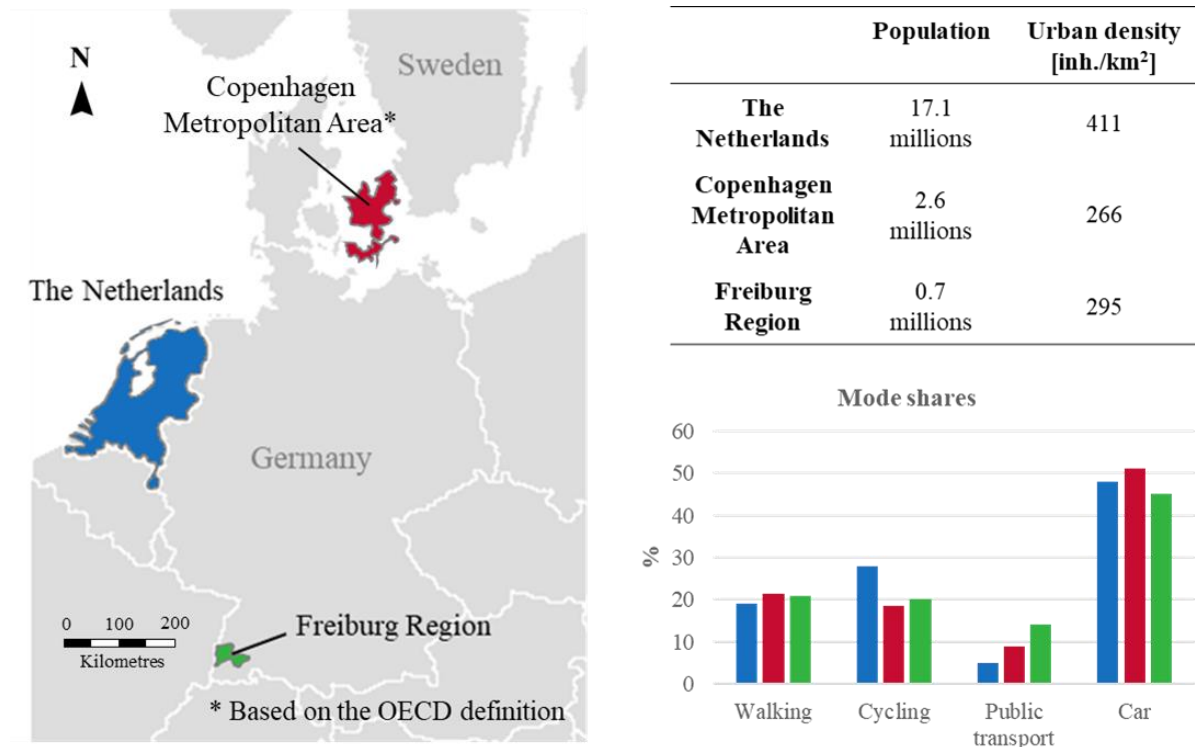 N
Sweden
Copenhagen
Metropolitan Area*
The Netherlands
Germany
0 100 200
Kilometres
Freiburg Region
* Based on the OECD definition
Population Urban density
[inh./km²]
The
Netherlands
17.1
millions
411
Copenhagen
Metropolitan
Area
2.6
millions
266
Freiburg
Region
0.7
millions
295
Mode shares
60
50
40
30
20
10
0
%
Walking Cycling Public
transport
Car